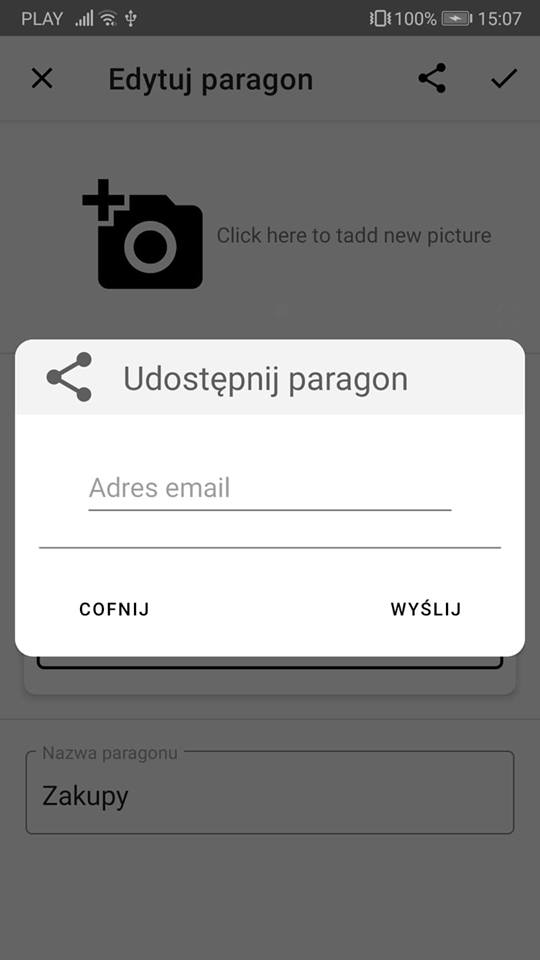 PLAY 100% 15:07
Edytuj paragon
Click here to tadd new picture
Udostępnij paragon
Adres email
COFNIJ WYŚLIJ
Nazwa paragonu
Zakupy